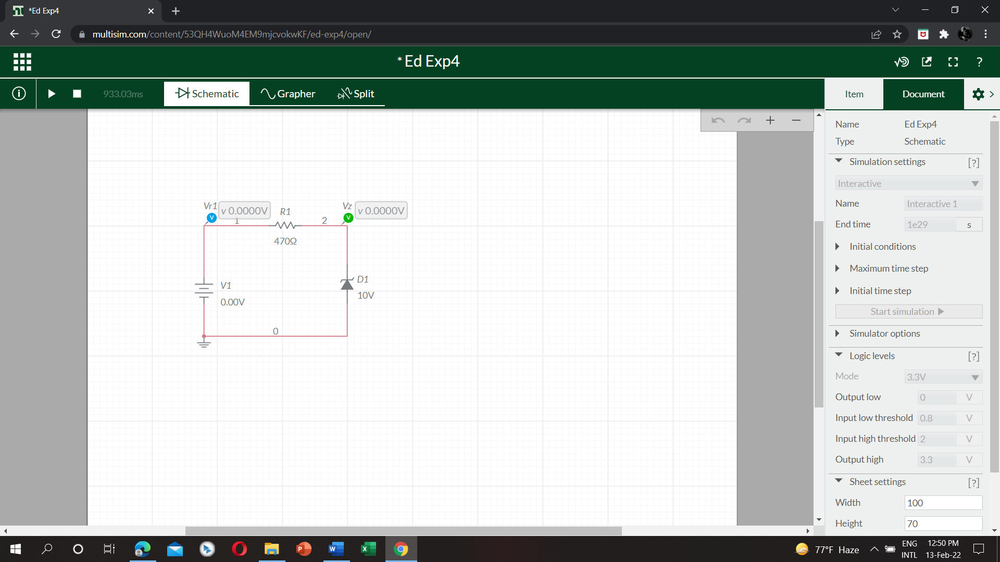 *Ed Exp4
multisim.com/content/53QH4WuoM4EM9mjcvokwKF/ed-exp4/open/
* Ed Exp4
?
933.03ms
Schematic
Grapher
Split
Item
Document
Vr1
v 0.0000V
V
1
R1
470Ω
2
Vz
v 0.0000V
V
V1
0.00V
D1
10V
0
Name Ed Exp4
Type Schematic
Simulation settings [?]
Interactive
Name Interactive 1
End time 1e29 s
Initial conditions
Maximum time step
Initial time step
Start simulation
Simulator options
Logic levels [?]
Mode 3.3V
Output low 0 V
Input low threshold 0.8 V
Input high threshold 2 V
Output high 3.3 V
Sheet settings [?]
Width 100
Height 70
77°F Haze
ENG
INTL
12:50 PM
13-Feb-22